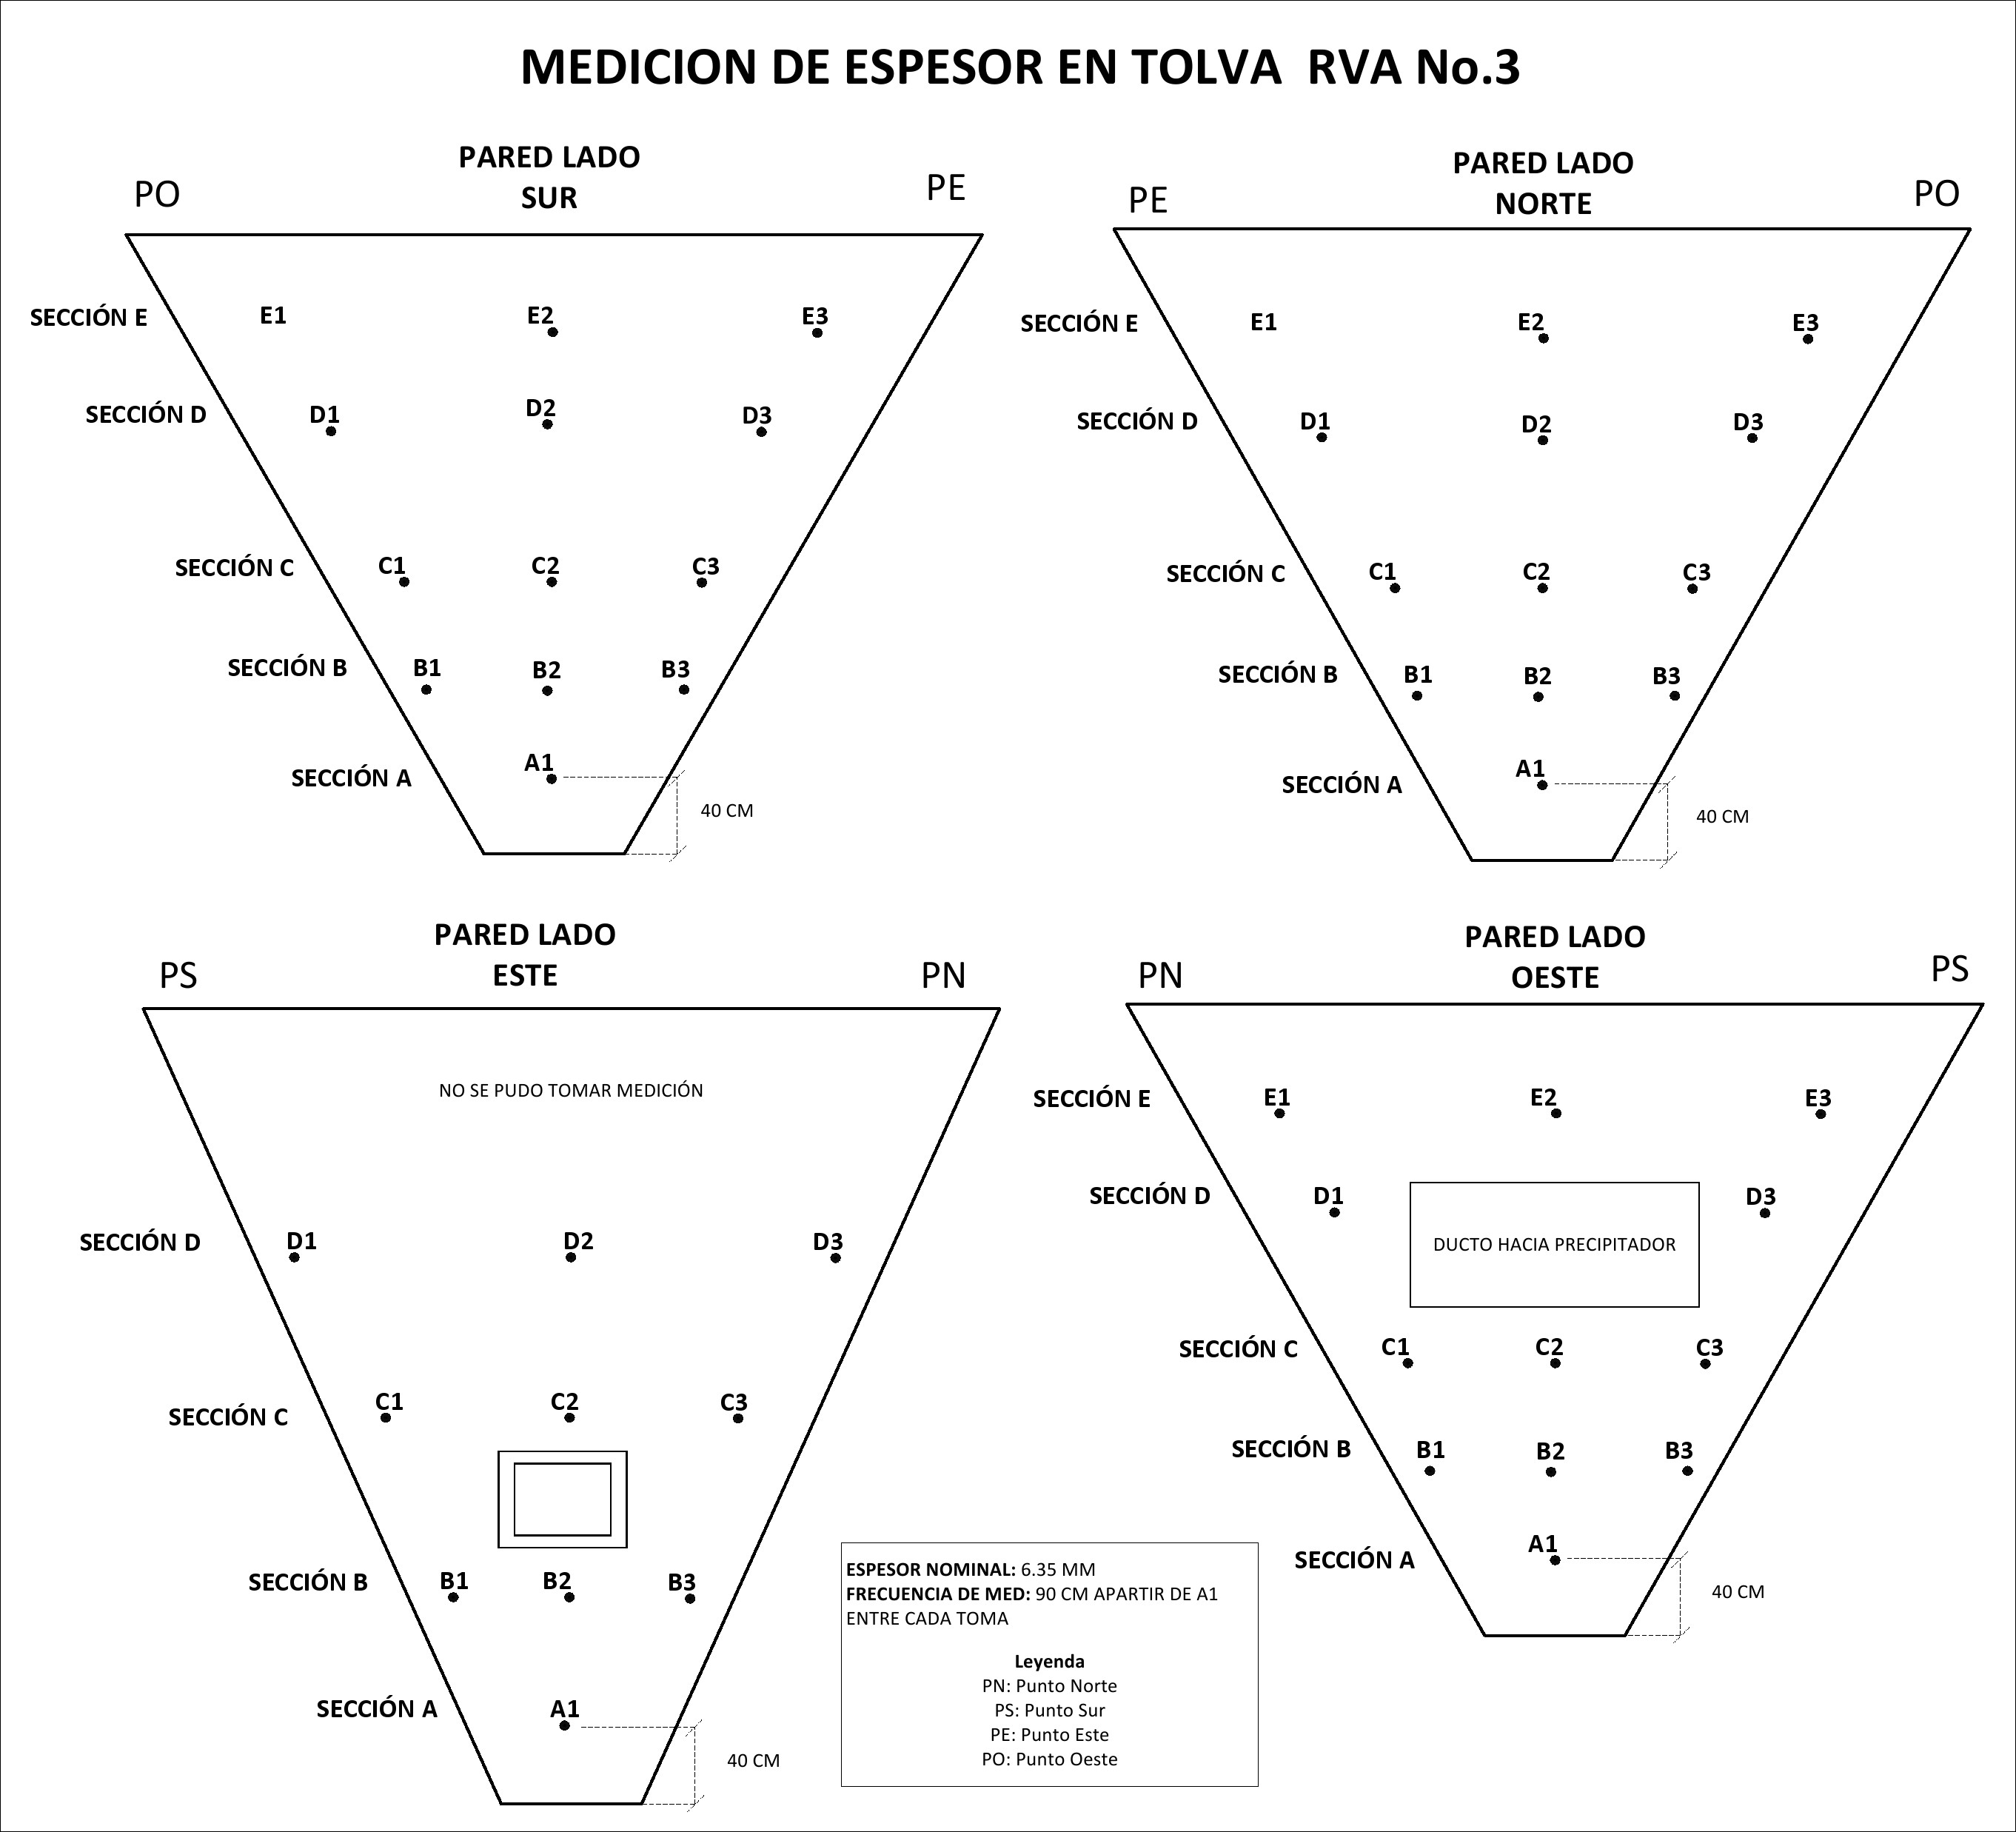 MEDICION DE ESPESOR EN TOLVA RVA No.3
PARED LADO
SUR
PO
PE
SECCIÓN E
E1
E2
E3
SECCIÓN D
D1
D2
D3
SECCIÓN C
C1
C2
C3
SECCIÓN B
B1
B2
B3
SECCIÓN A
A1
40 CM
PARED LADO
NORTE
PE
PO
SECCIÓN E
E1
E2
E3
SECCIÓN D
D1
D2
D3
SECCIÓN C
C1
C2
C3
SECCIÓN B
B1
B2
B3
SECCIÓN A
A1
40 CM
PARED LADO
ESTE
PS
PN
NO SE PUDO TOMAR MEDICIÓN
SECCIÓN D
D1
D2
D3
SECCIÓN C
C1
C2
C3
SECCIÓN B
B1
B2
B3
SECCIÓN A
A1
40 CM
PARED LADO
OESTE
PN
PS
SECCIÓN E
E1
E2
E3
SECCIÓN D
D1
D3
DUCTO HACIA PRECIPITADOR
SECCIÓN C
C1
C2
C3
SECCIÓN B
B1
B2
B3
SECCIÓN A
A1
40 CM
ESPESOR NOMINAL: 6.35 MM
FRECUENCIA DE MED: 90 CM APARTIR DE A1
ENTRE CADA TOMA
Leyenda
PN: Punto Norte
PS: Punto Sur
PE: Punto Este
PO: Punto Oeste